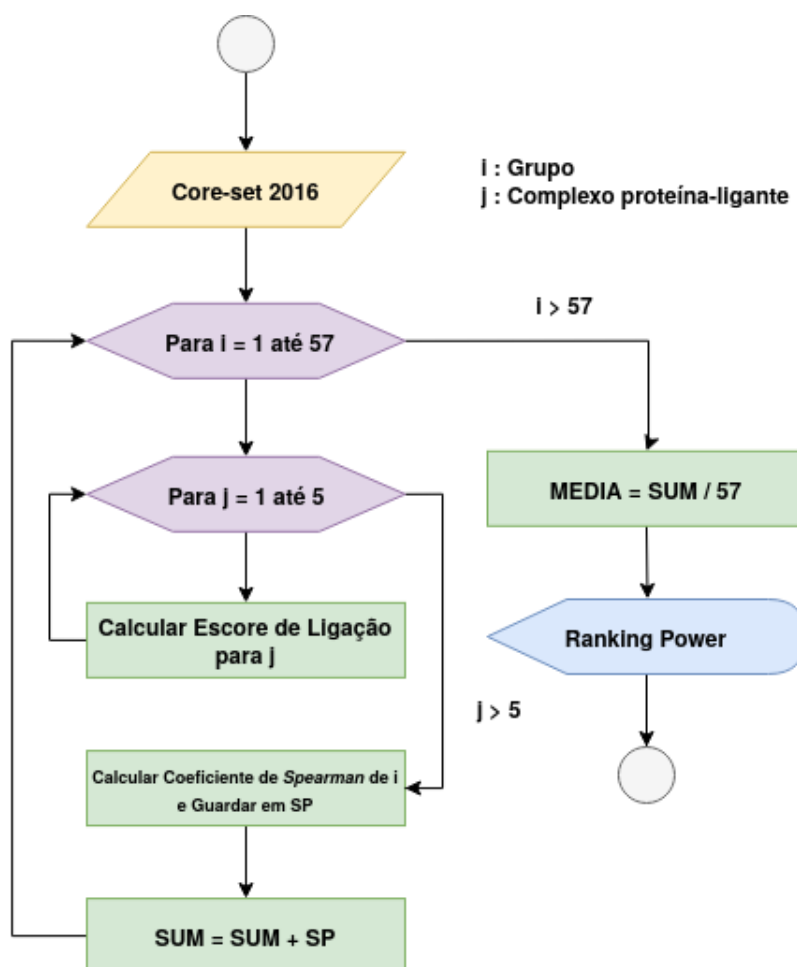 Core-set 2016
i : Grupo
j : Complexo proteína-ligante
i > 57
Para i = 1 até 57
Para j = 1 até 5
MEDIA = SUM / 57
Calcular Escore de Ligação
para j
Ranking Power
j > 5
Calcular Coeficiente de Spearman de i
e Guardar em SP
SUM = SUM + SP